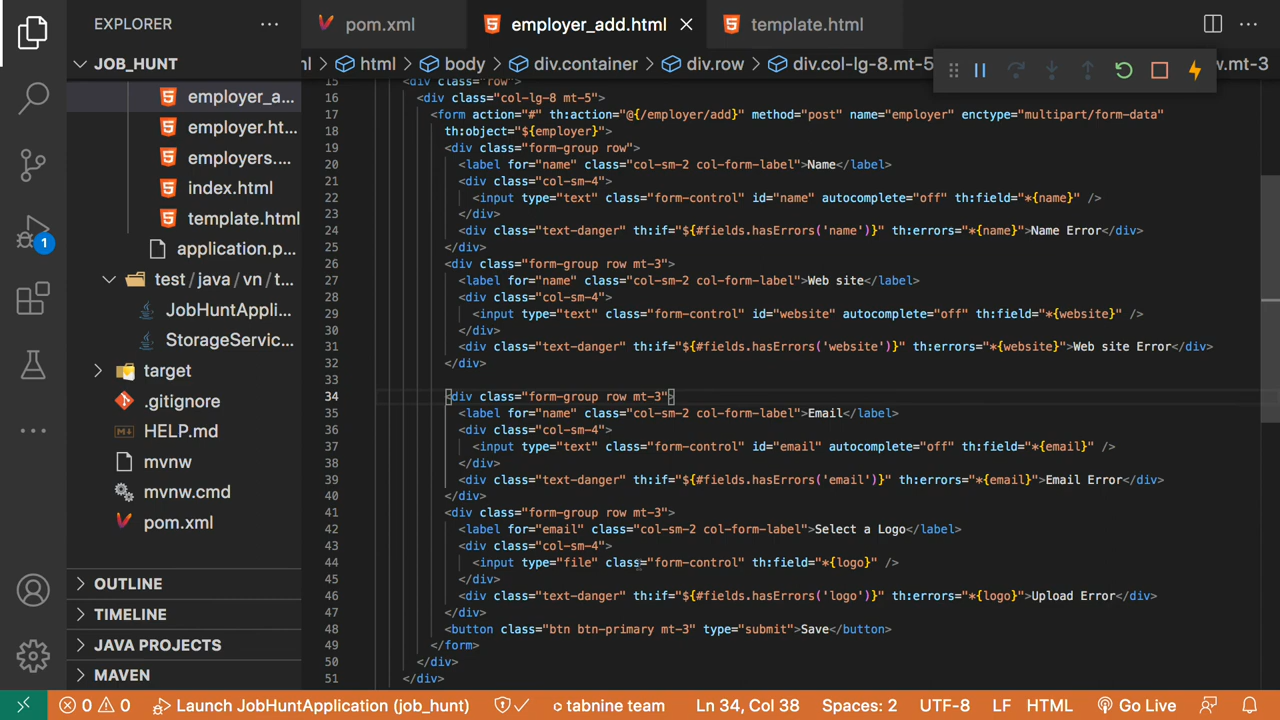 EXPLORER
pom.xml
employer_add.html
template.html
JOB_HUNT
html
body
div.container
div.row
div.col-lg-8.mt-5
employer_a...
employer.ht...
employers....
index.html
template.html
application.p...
test/java/vn/t...
JobHuntAppli...
StorageServic...
target
.gitignore
HELP.md
mvnw
mvnw.cmd
pom.xml
OUTLINE
TIMELINE
JAVA PROJECTS
MAVEN
1
15 <div class="row">
16 <div class="col-lg-8 mt-5">
17 <form action="#" th:action="@{/employer/add}" method="post" name="employer" enctype="multipart/form-data"
18 th:object="${employer}">
19 <div class="form-group row">
20 <label for="name" class="col-sm-2 col-form-label">Name</label>
21 <div class="col-sm-4">
22 <input type="text" class="form-control" id="name" autocomplete="off" th:field="*{name}" />
23 </div>
24 <div class="text-danger" th:if="${#fields.hasErrors('name')}" th:errors="*{name}">Name Error</div>
25 </div>
26 <div class="form-group row mt-3">
27 <label for="name" class="col-sm-2 col-form-label">Web site</label>
28 <div class="col-sm-4">
29 <input type="text" class="form-control" id="website" autocomplete="off" th:field="*{website}" />
30 </div>
31 <div class="text-danger" th:if="${#fields.hasErrors('website')}" th:errors="*{website}">Web site Error</div>
32 </div>
33
34 <div class="form-group row mt-3">
35 <label for="name" class="col-sm-2 col-form-label">Email</label>
36 <div class="col-sm-4">
37 <input type="text" class="form-control" id="email" autocomplete="off" th:field="*{email}" />
38 </div>
39 <div class="text-danger" th:if="${#fields.hasErrors('email')}" th:errors="*{email}">Email Error</div>
40 </div>
41 <div class="form-group row mt-3">
42 <label for="email" class="col-sm-2 col-form-label">Select a Logo</label>
43 <div class="col-sm-4">
44 <input type="file" class="form-control" th:field="*{logo}" />
45 </div>
46 <div class="text-danger" th:if="${#fields.hasErrors('logo')}" th:errors="*{logo}">Upload Error</div>
47 </div>
48 <button class="btn btn-primary mt-3" type="submit">Save</button>
49 </form>
50 </div>
51 </div>
0 0 Launch JobHuntApplication (job_hunt) tabnine team Ln 34, Col 38 Spaces: 2 UTF-8 LF HTML Go Live